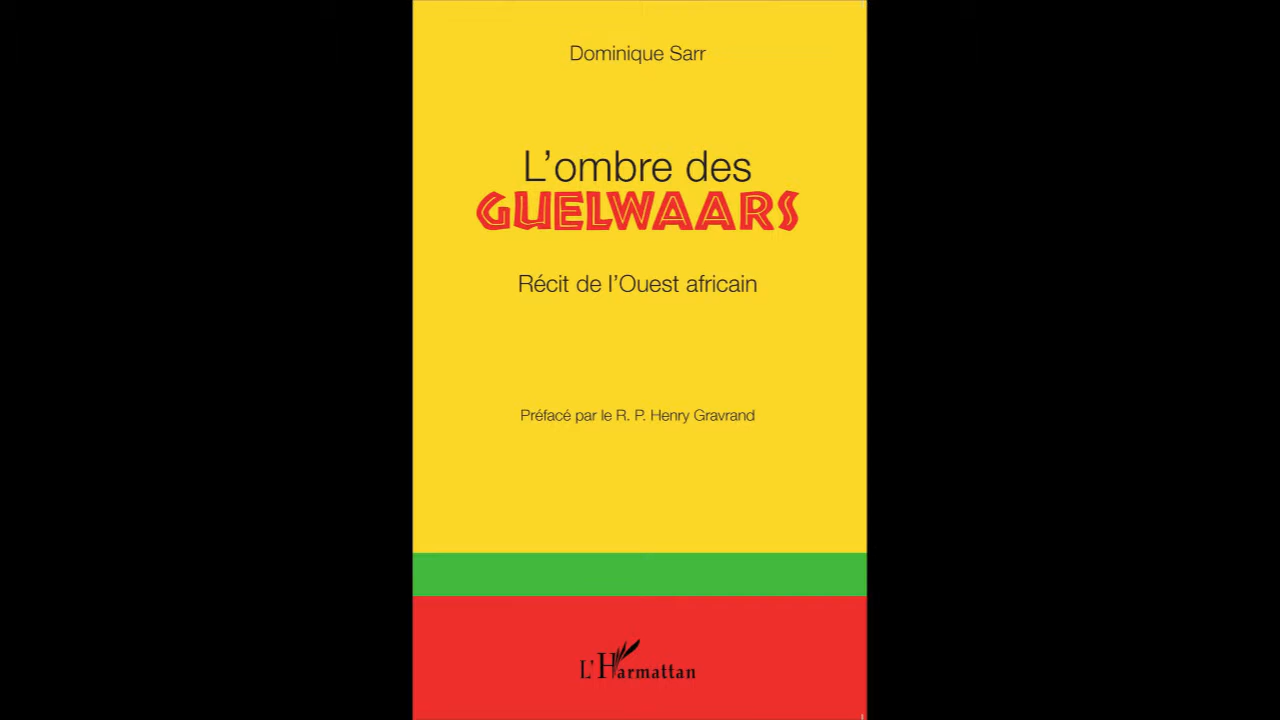 Dominique Sarr
L’ombre des
GUELWAARS
Récit de l’Ouest africain
Préfacé par le R. P. Henry Gravrand
L’Harmattan